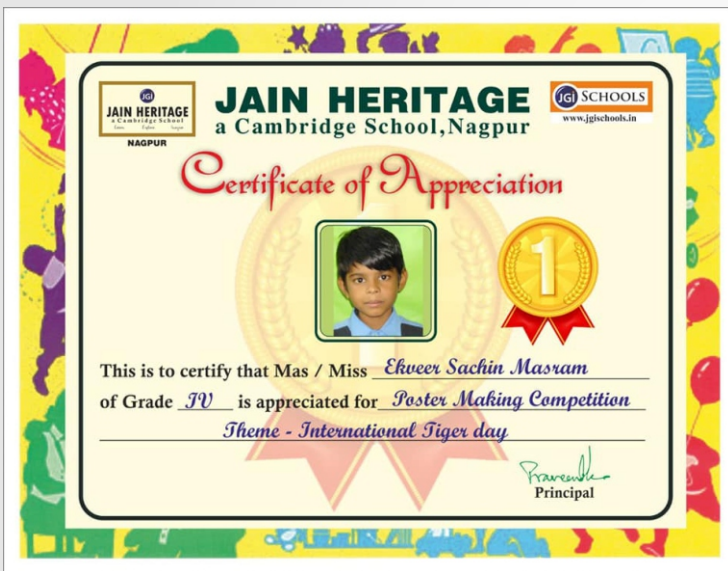 JGI
JAIN HERITAGE
a Cambridge School
NAGPUR
JAIN HERITAGE
a Cambridge School,Nagpur
JGI SCHOOLS
www.jgischools.in
Certificate of Appreciation
1
This is to certify that Mas / Miss Ekveer Sachin Masram
of Grade IV is appreciated for Poster Making Competition
Theme - International Tiger day
Principal